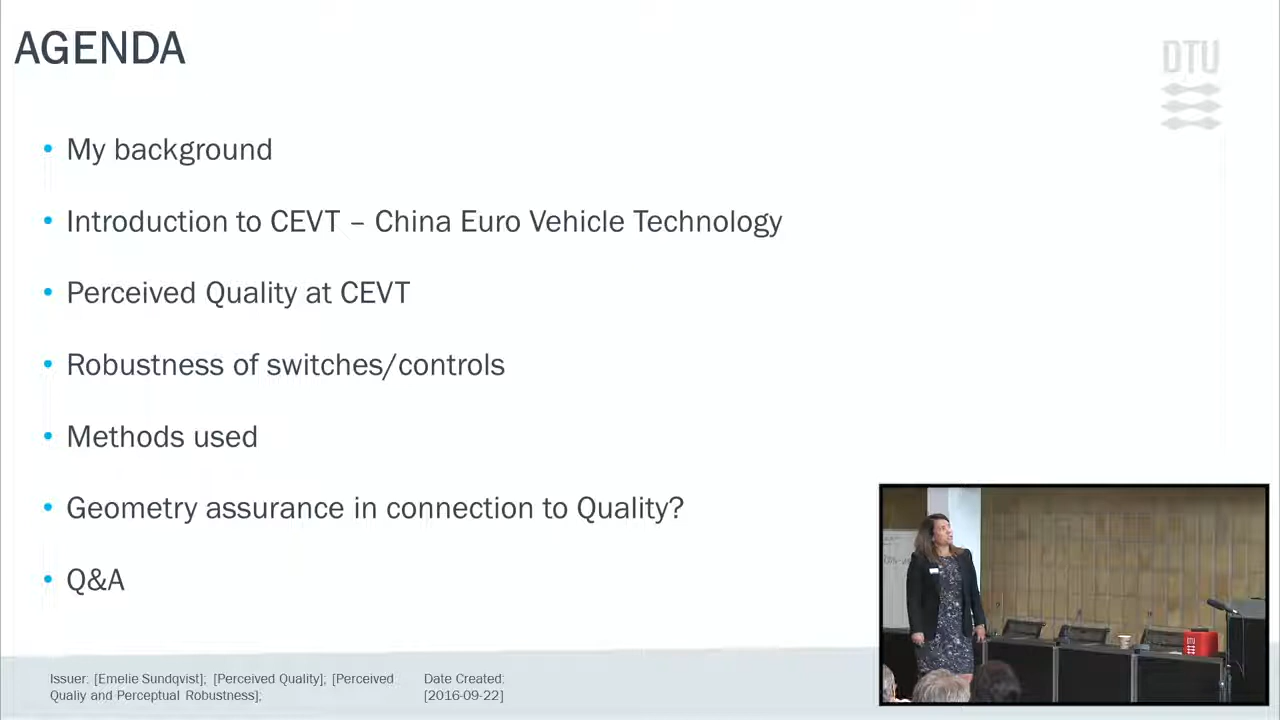 AGENDA
DTU
• My background
• Introduction to CEVT – China Euro Vehicle Technology
• Perceived Quality at CEVT
• Robustness of switches/controls
• Methods used
• Geometry assurance in connection to Quality?
• Q&A
Issuer: [Emelie Sundqvist]; [Perceived Quality]; [Perceived
Qualiy and Perceptual Robustness];
Date Created:
[2016-09-22]